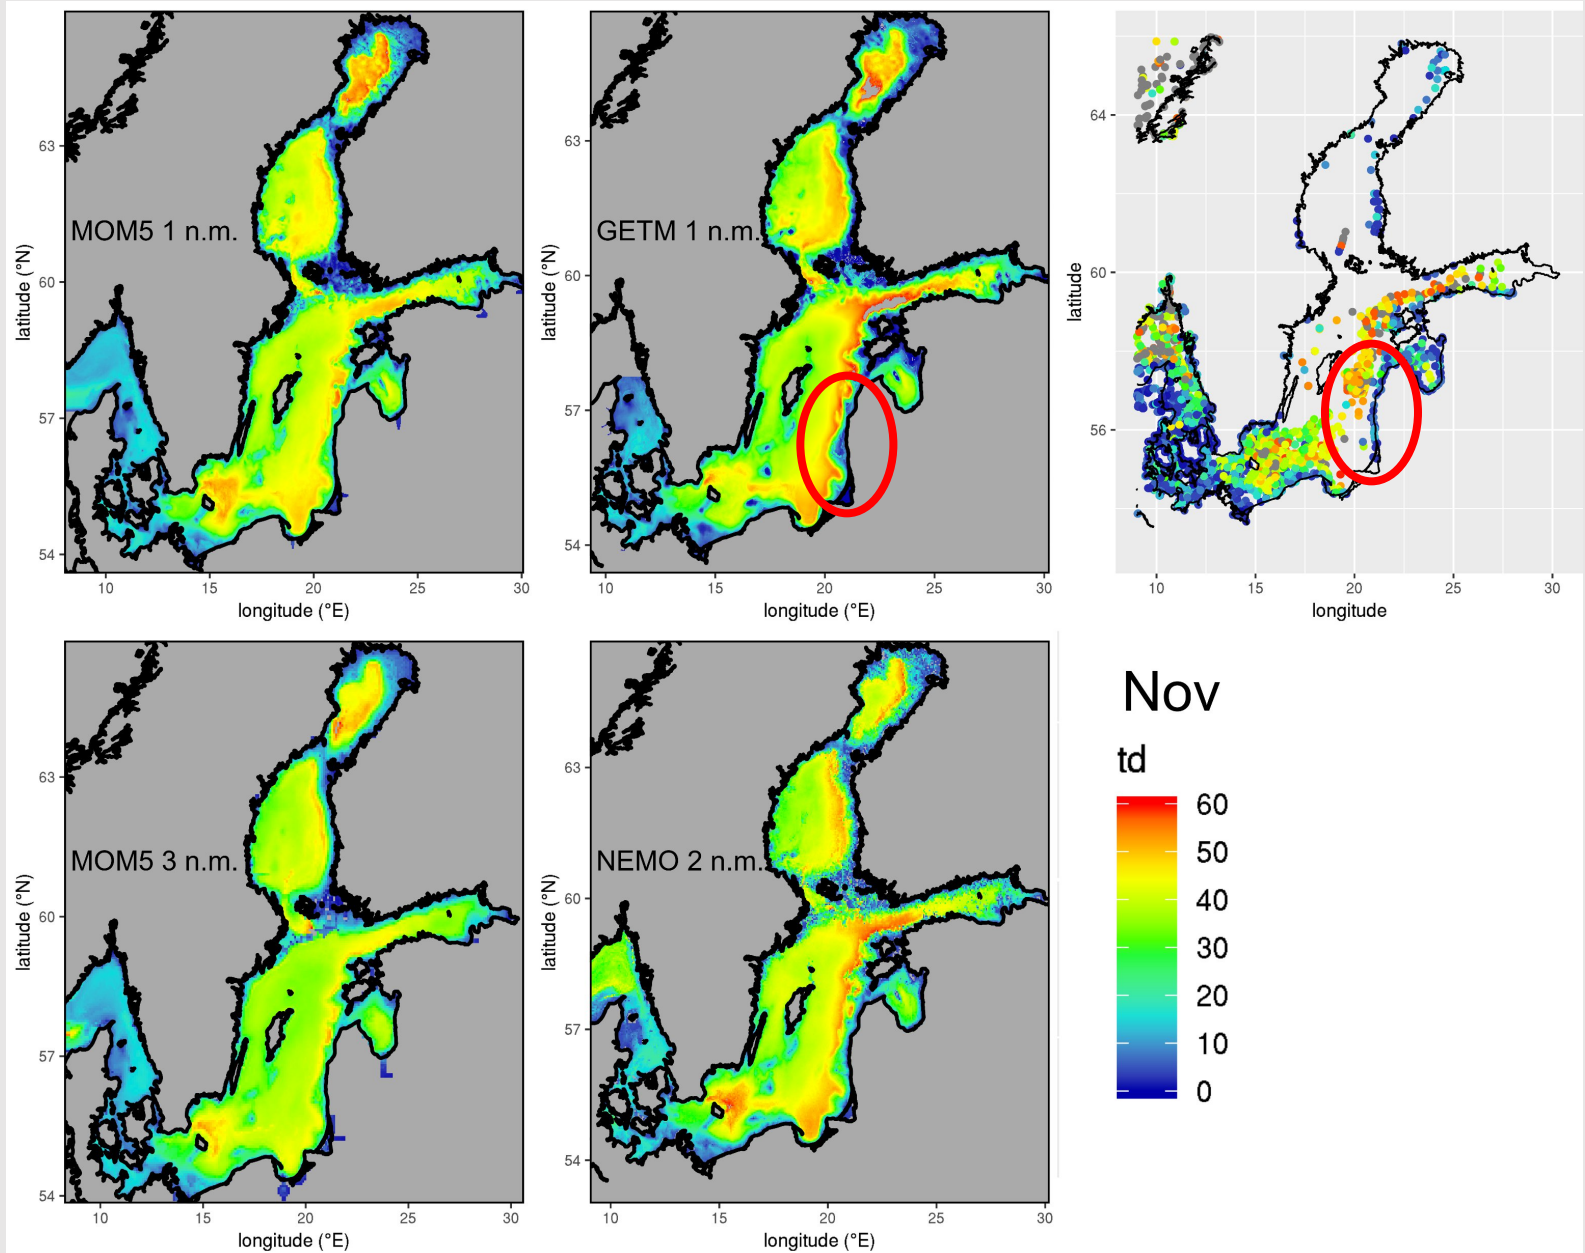 MOM5 1 n.m.
63
60
57
54
10 15 20 25 30
longitude (°E)
latitude (°N)
GETM 1 n.m.
63
60
57
54
10 15 20 25 30
longitude (°E)
latitude (°N)
64
60
56
10 15 20 25 30
longitude
latitude
MOM5 3 n.m.
63
60
57
54
10 15 20 25 30
longitude (°E)
latitude (°N)
NEMO 2 n.m.
63
60
57
54
10 15 20 25 30
longitude (°E)
latitude (°N)
Nov
td
60
50
40
30
20
10
0